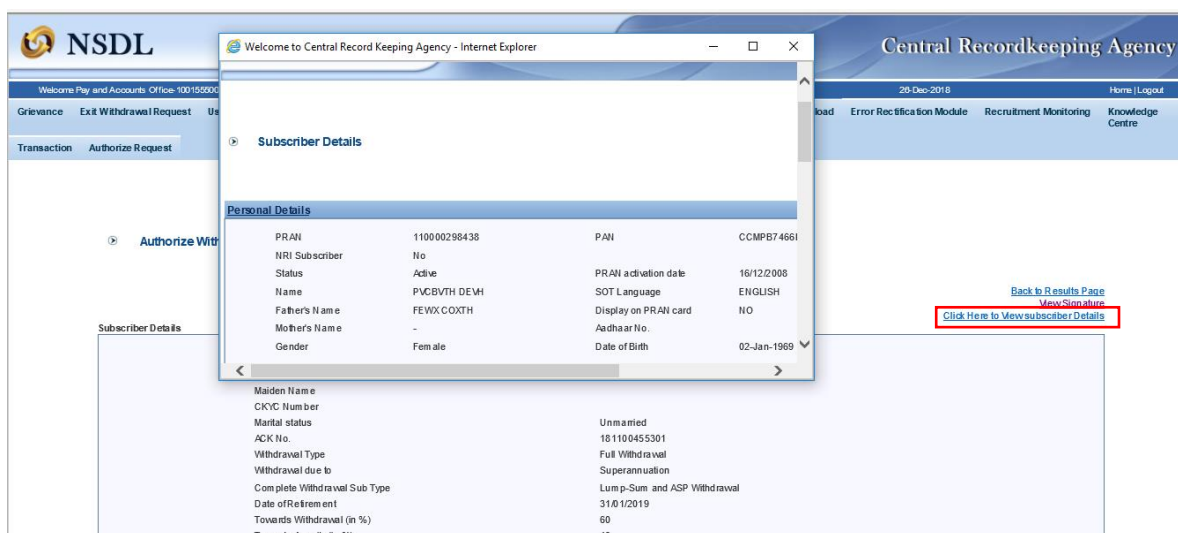 NSDL
Central Recordkeeping Agency
Welcome to Central Record Keeping Agency - Internet Explorer
Welcome Pay and Accounts Office-100155500
26-Dec-2018
Home | Logout
Grievance Exit Withdrawal Request Us
load Error Rectification Module Recruitment Monitoring Knowledge Centre
Transaction Authorize Request
Subscriber Details
Personal Details
PRAN 110000298438 PAN CCMPB7466
NRI Subscriber No
Status Active PRAN activation date 16/12/2008
Name PVCBVTH DEVH SOT Language ENGLISH
Father's Name FEWX COXTH Display on PRAN card NO
Mother's Name - Aadhaar No.
Gender Female Date of Birth 02-Jan-1969
Authorize With
Back to Results Page
View Signature
Click Here to View subscriber Details
Subscriber Details
Maiden Name
CKYC Number
Marital status Unmarried
ACK No. 181100455301
Withdrawal Type Full Withdrawal
Withdrawal due to Superannuation
Complete Withdrawal Sub Type Lump-Sum and ASP Withdrawal
Date of Retirement 31/01/2019
Towards Withdrawal (in %) 60